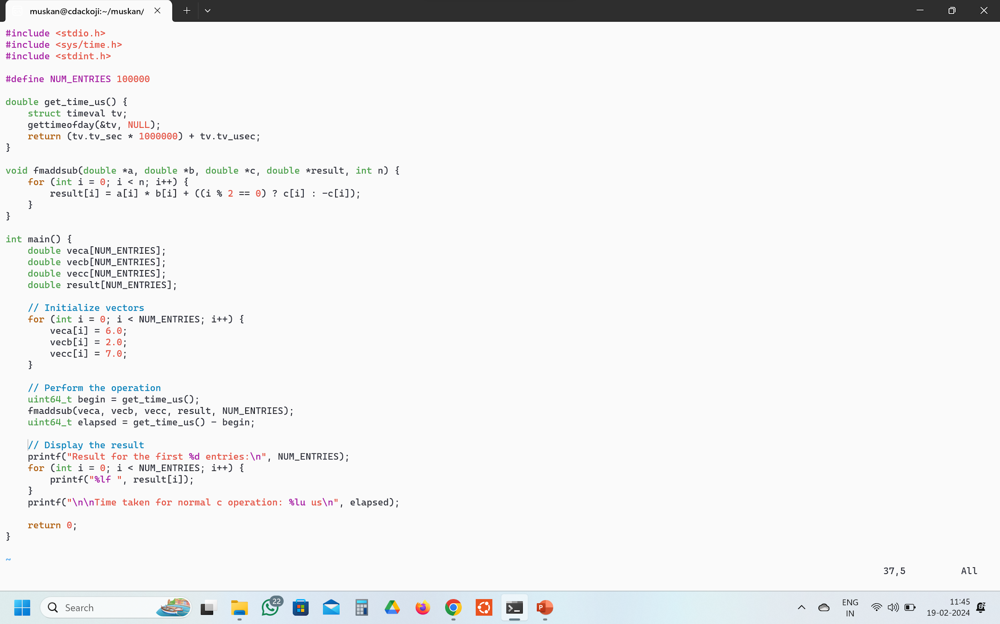 muskan@cdackoji:~/muskan/
#include <stdio.h>
#include <sys/time.h>
#include <stdint.h>

#define NUM_ENTRIES 100000

double get_time_us() {
    struct timeval tv;
    gettimeofday(&tv, NULL);
    return (tv.tv_sec * 1000000) + tv.tv_usec;
}

void fmaddsub(double *a, double *b, double *c, double *result, int n) {
    for (int i = 0; i < n; i++) {
        result[i] = a[i] * b[i] + ((i % 2 == 0) ? c[i] : -c[i]);
    }
}

int main() {
    double veca[NUM_ENTRIES];
    double vecb[NUM_ENTRIES];
    double vecc[NUM_ENTRIES];
    double result[NUM_ENTRIES];

    // Initialize vectors
    for (int i = 0; i < NUM_ENTRIES; i++) {
        veca[i] = 6.0;
        vecb[i] = 2.0;
        vecc[i] = 7.0;
    }

    // Perform the operation
    uint64_t begin = get_time_us();
    fmaddsub(veca, vecb, vecc, result, NUM_ENTRIES);
    uint64_t elapsed = get_time_us() - begin;

    // Display the result
    printf("Result for the first %d entries:\n", NUM_ENTRIES);
    for (int i = 0; i < NUM_ENTRIES; i++) {
        printf("%lf ", result[i]);
    }
    printf("\n\nTime taken for normal c operation: %lu us\n", elapsed);

    return 0;
}

~
37,5 All
Search
22
P
ENG
IN
11:45
19-02-2024